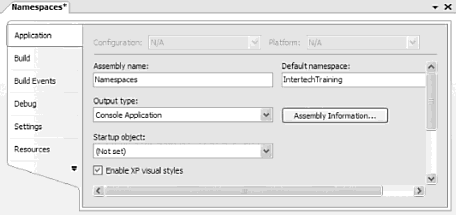 Namespaces*
Application
Build
Build Events
Debug
Settings
Resources
Configuration: N/A Platform: N/A
Assembly name: Default namespace:
Namespaces IntertechTraining
Output type:
Console Application Assembly Information...
Startup object:
(Not set)
Enable XP visual styles